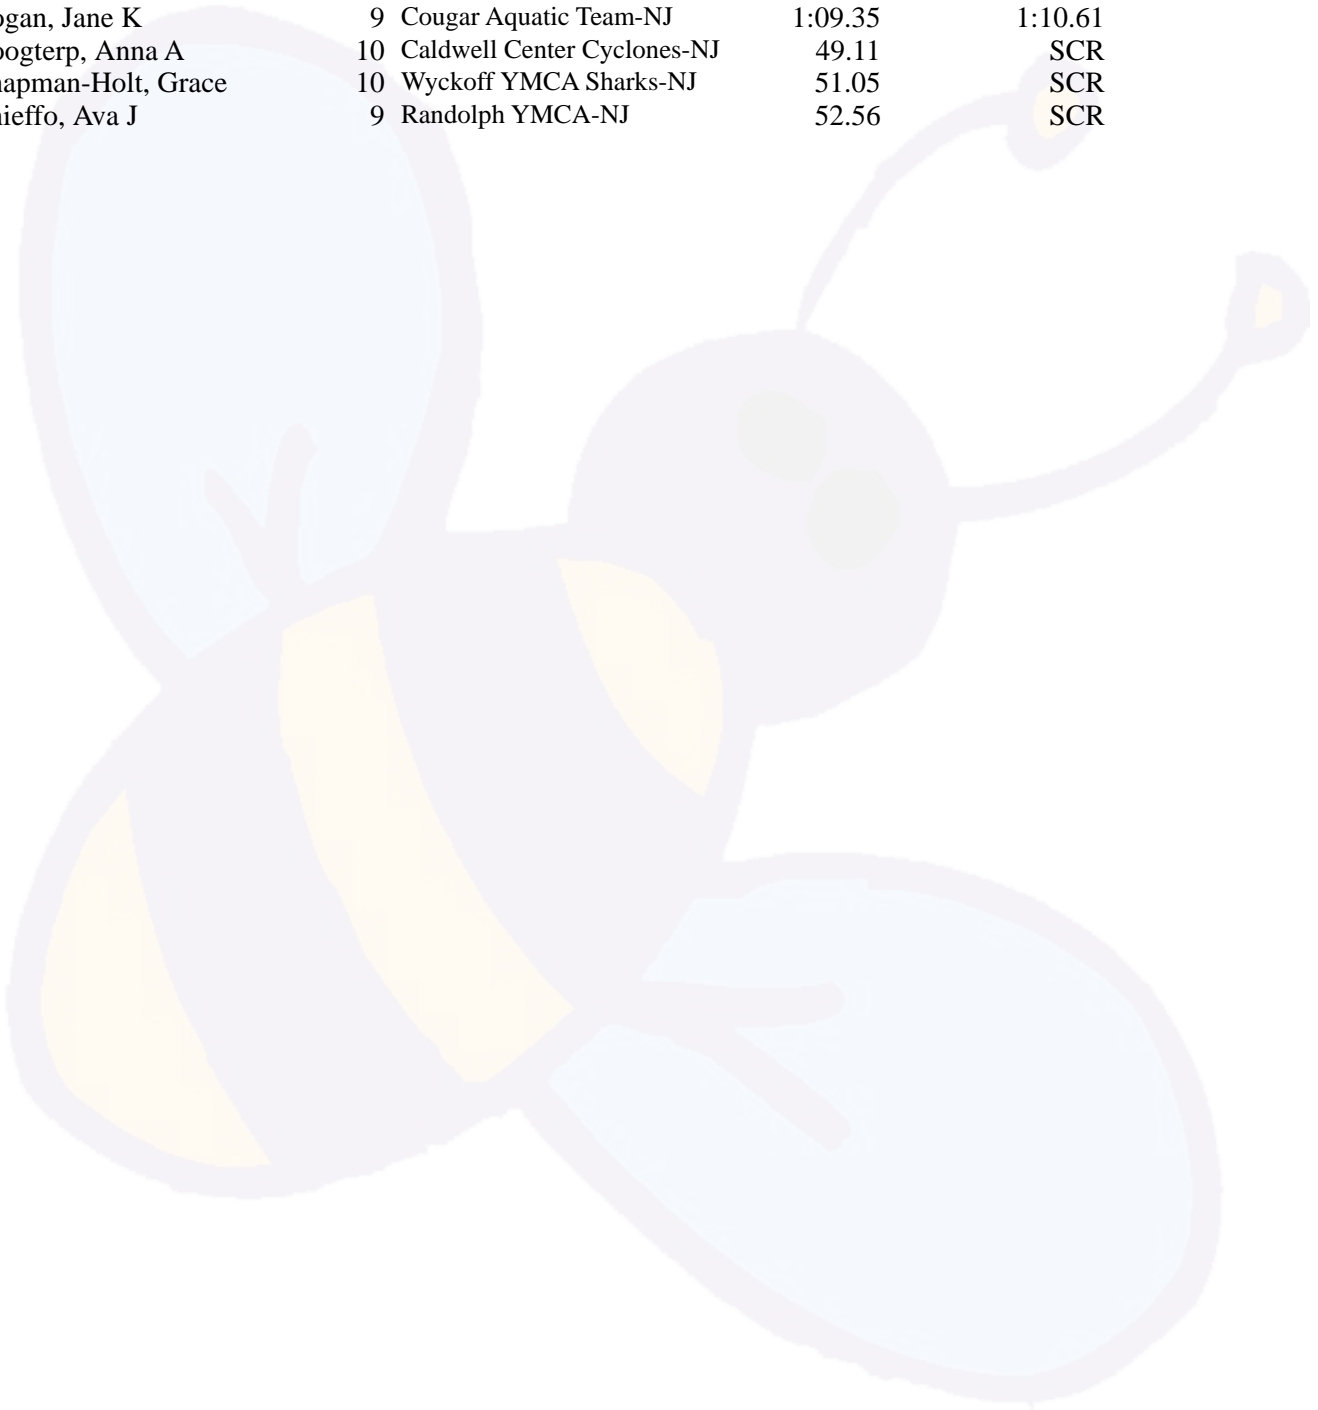 ogan, Jane K 9 Cougar Aquatic Team-NJ 1:09.35 1:10.61
oogterp, Anna A 10 Caldwell Center Cyclones-NJ 49.11 SCR
hapman-Holt, Grace 10 Wyckoff YMCA Sharks-NJ 51.05 SCR
hieffo, Ava J 9 Randolph YMCA-NJ 52.56 SCR